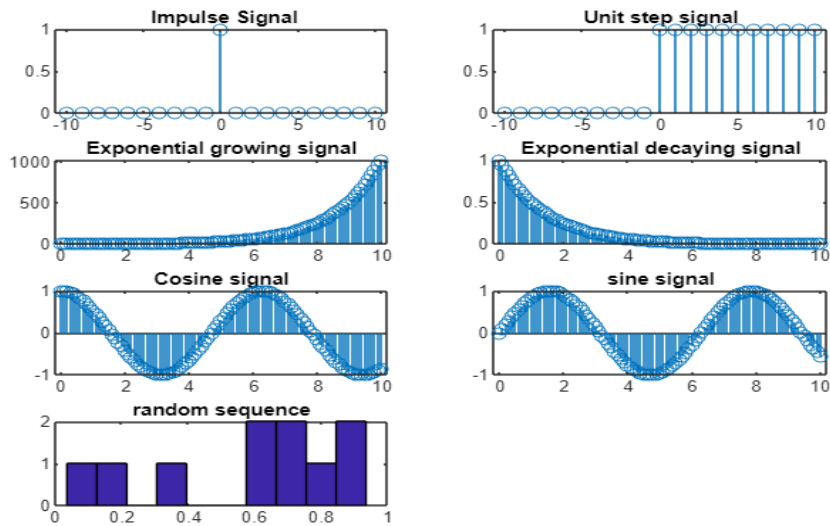 Impulse Signal
1
0.5
0
-10 -5 0 5 10
Unit step signal
1
0.5
0
-10 -5 0 5 10
Exponential growing signal
1000
500
0
0 2 4 6 8 10
Exponential decaying signal
1
0.5
0
0 2 4 6 8 10
Cosine signal
1
0
-1
0 2 4 6 8 10
sine signal
1
0
-1
0 2 4 6 8 10
random sequence
2
1
0
0 0.2 0.4 0.6 0.8 1